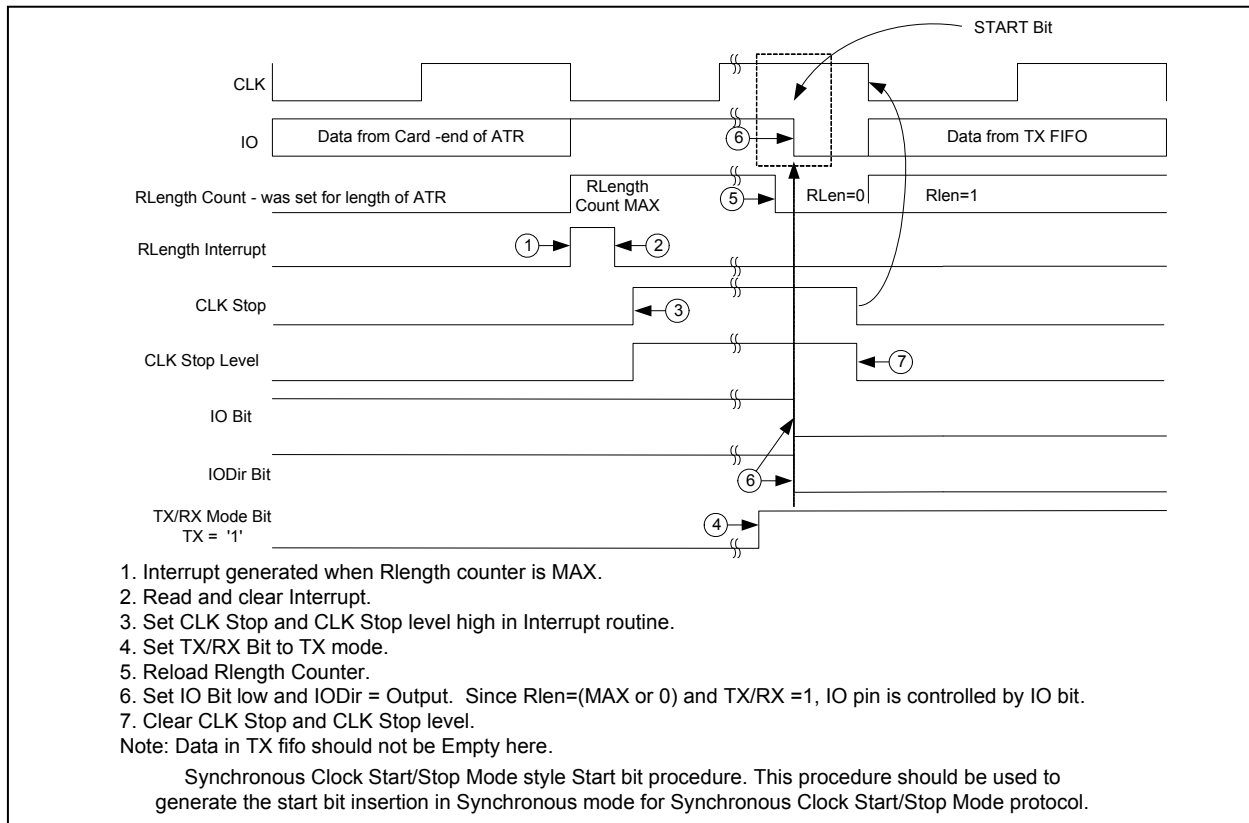 START Bit
CLK
IO
Data from Card -end of ATR
6
Data from TX FIFO
RLength Count - was set for length of ATR
RLength
Count MAX
5
RLen=0
Rlen=1
RLength Interrupt
1
2
CLK Stop
3
CLK Stop Level
7
IO Bit
IODir Bit
6
TX/RX Mode Bit
TX = '1'
4
1. Interrupt generated when Rlength counter is MAX.
2. Read and clear Interrupt.
3. Set CLK Stop and CLK Stop level high in Interrupt routine.
4. Set TX/RX Bit to TX mode.
5. Reload Rlength Counter.
6. Set IO Bit low and IODir = Output. Since Rlen=(MAX or 0) and TX/RX =1, IO pin is controlled by IO bit.
7. Clear CLK Stop and CLK Stop level.
Note: Data in TX fifo should not be Empty here.
Synchronous Clock Start/Stop Mode style Start bit procedure. This procedure should be used to
generate the start bit insertion in Synchronous mode for Synchronous Clock Start/Stop Mode protocol.